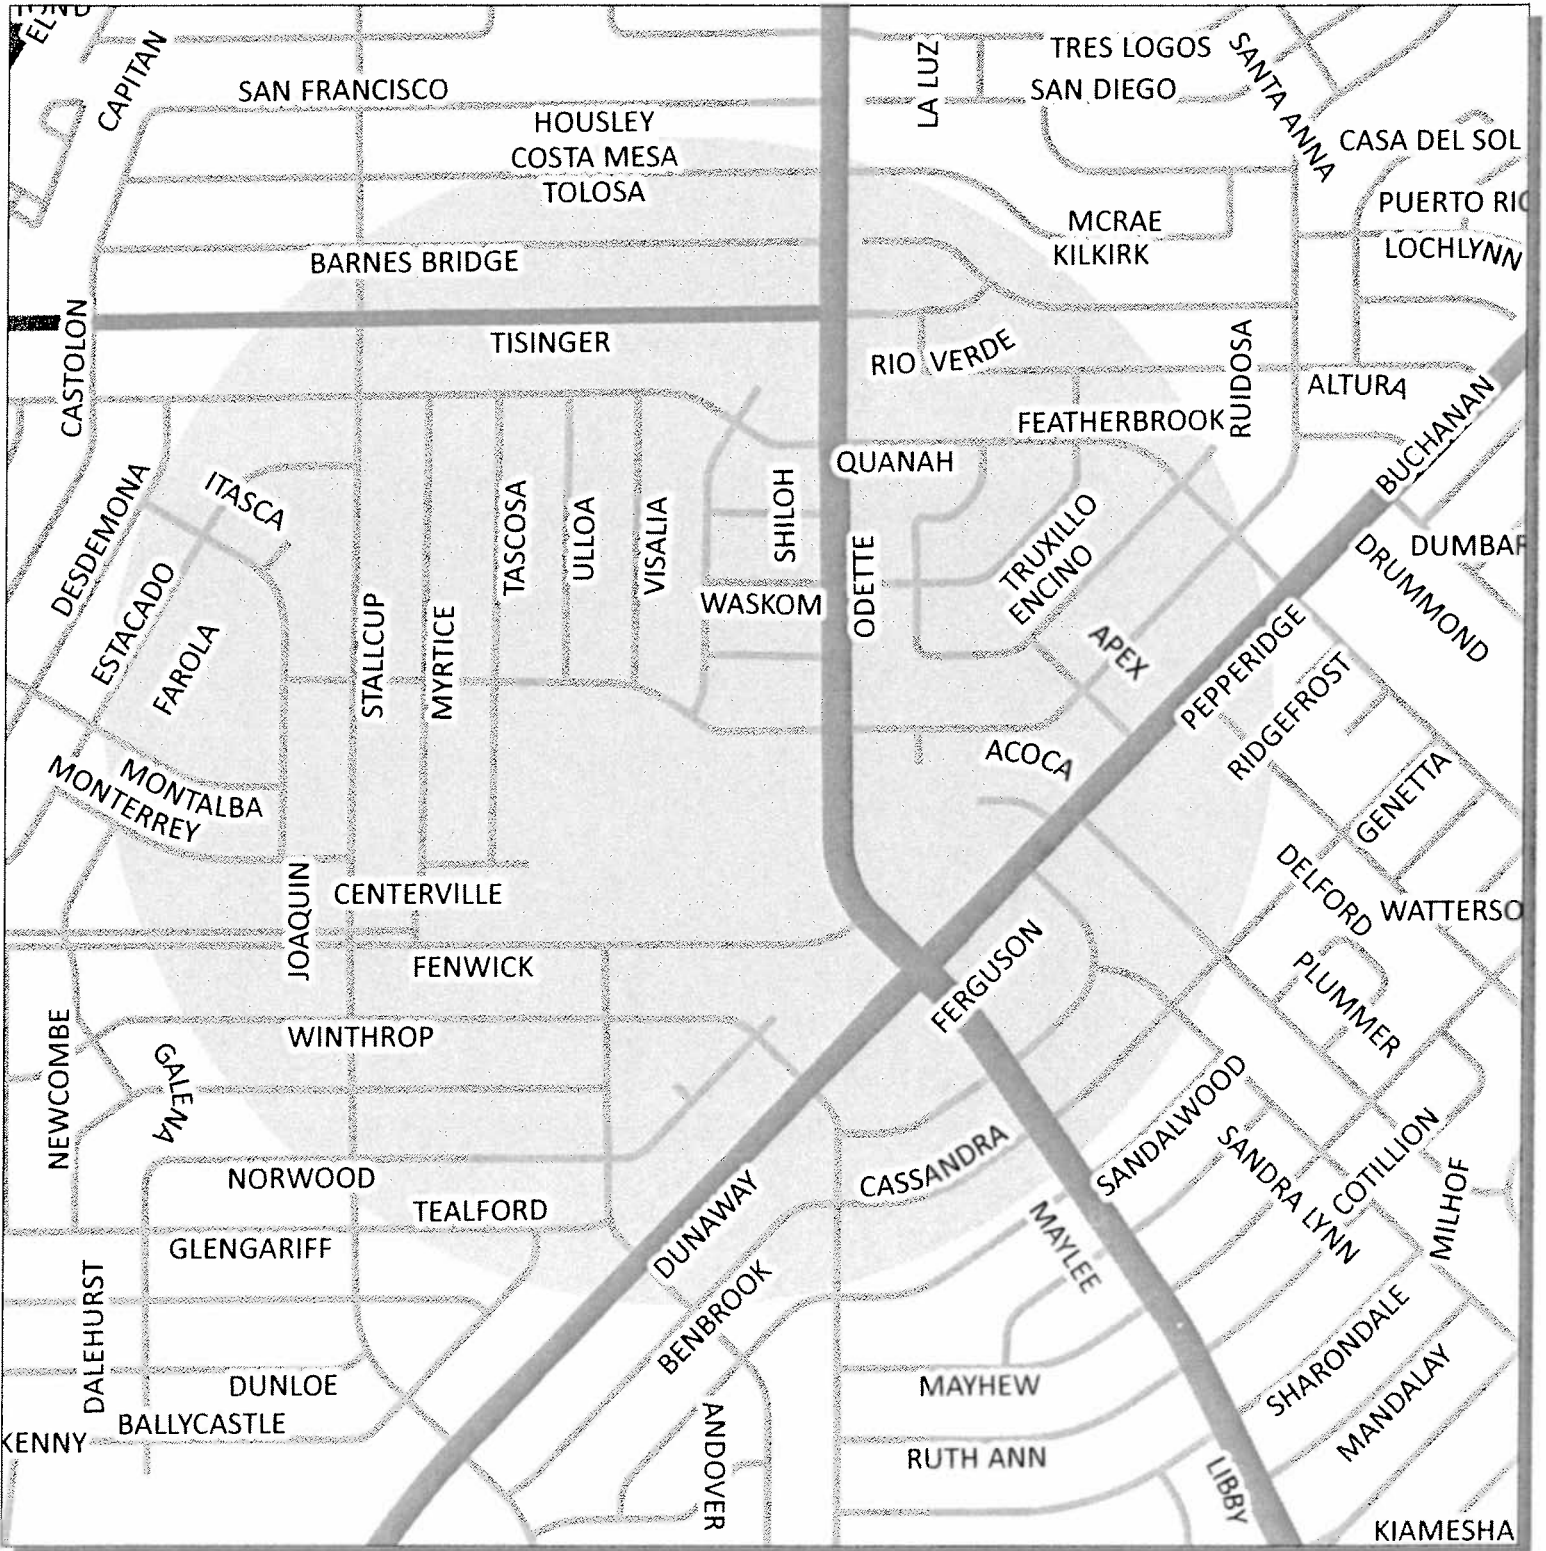 EL
CAPITAN
LA LUZ
TRES LOGOS
SANTA ANNA
SAN FRANCISCO
SAN DIEGO
HOUSLEY
CASA DEL SOL
COSTA MESA
TOLOSA
PUERTO RIC
MCRAE
KILKIRK
LOCHLYNN
BARNES BRIDGE
CASTOLON
TISINGER
RIO VERDE
RUIDOSA
ALTURA
FEATHERBROOK
BUCHANAN
QUANAH
DESDEMONA
ITASCA
TASCOSA
ULLOA
VISALIA
SHILOH
ODETTE
TRUXILLO
ENCINO
DUMBAR
DRUMMOND
ESTACADO
FAROLA
STALLCUP
MYRTICE
WASKOM
APEX
PEPPERIDGE
RIDGEFROST
MONTALBA
MONTERREY
ACOCA
GENETTA
JOAQUIN
CENTERVILLE
DELFORD
WATTERSO
FENWICK
FERGUSON
PLUMMER
NEWCOMBE
WINTHROP
GALENA
NORWOOD
CASSANDRA
SANDALWOOD
SANDRA LYNN
COTILLION
MILHOF
TEALFORD
DUNAWAY
MAYLEE
GLENGARIFF
DALEHURST
BENBROOK
SHARONDALE
MANDALAY
DUNLOE
MAYHEW
BALLYCASTLE
KENNY
ANDOVER
RUTH ANN
LIBBY
KIAMESHA